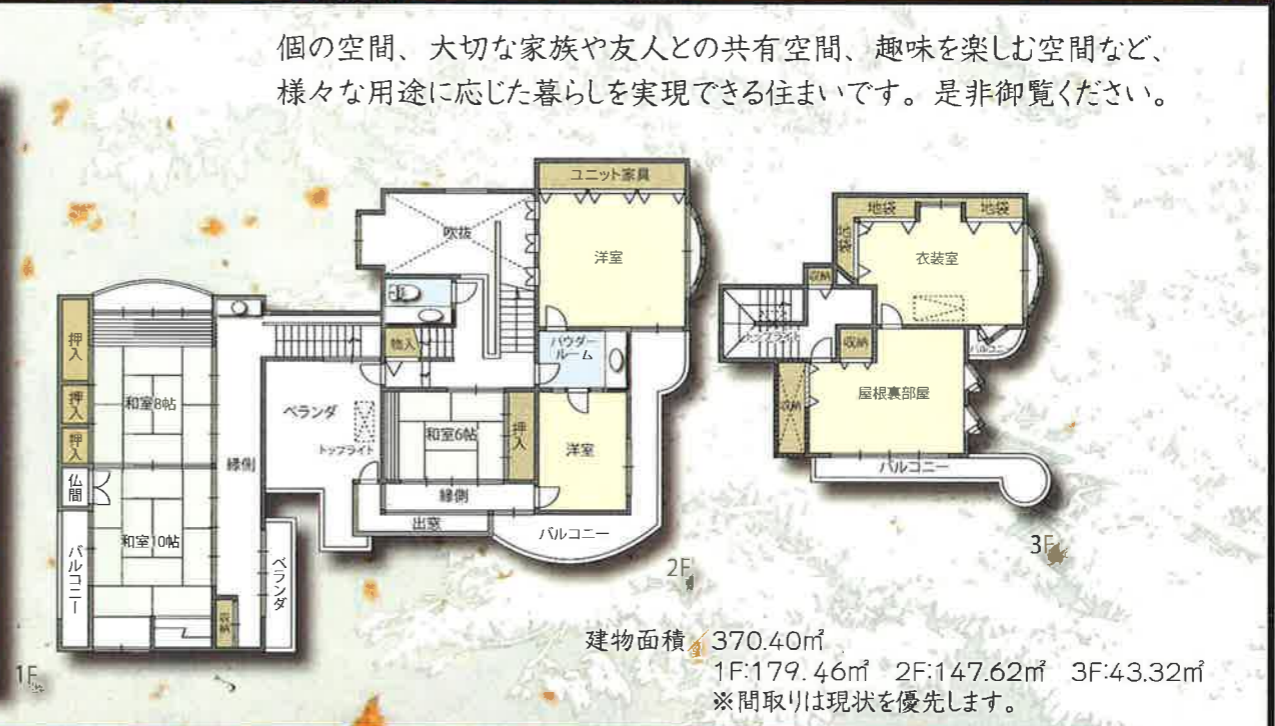 個の空間、大切な家族や友人との共有空間、趣味を楽しむ空間など、
様々な用途に応じた暮らしを実現できる住まいです。是非御覧ください。
ユニット家具
吹抜
洋室
物入
パウダー
ルーム
押入
押入
押入
和室8帖
仏間
和室10帖
縁側
バルコニー
収納
ベランダ
ベランダ
トップライト
和室6帖
押入
洋室
縁側
出窓
バルコニー
2F
1F
地袋
地袋
地袋
衣装室
収納
トップライト
収納
バルコニー
収納
屋根裏部屋
バルコニー
3F
建物面積 370.40㎡
1F:179.46㎡ 2F:147.62㎡ 3F:43.32㎡
※間取りは現状を優先します。